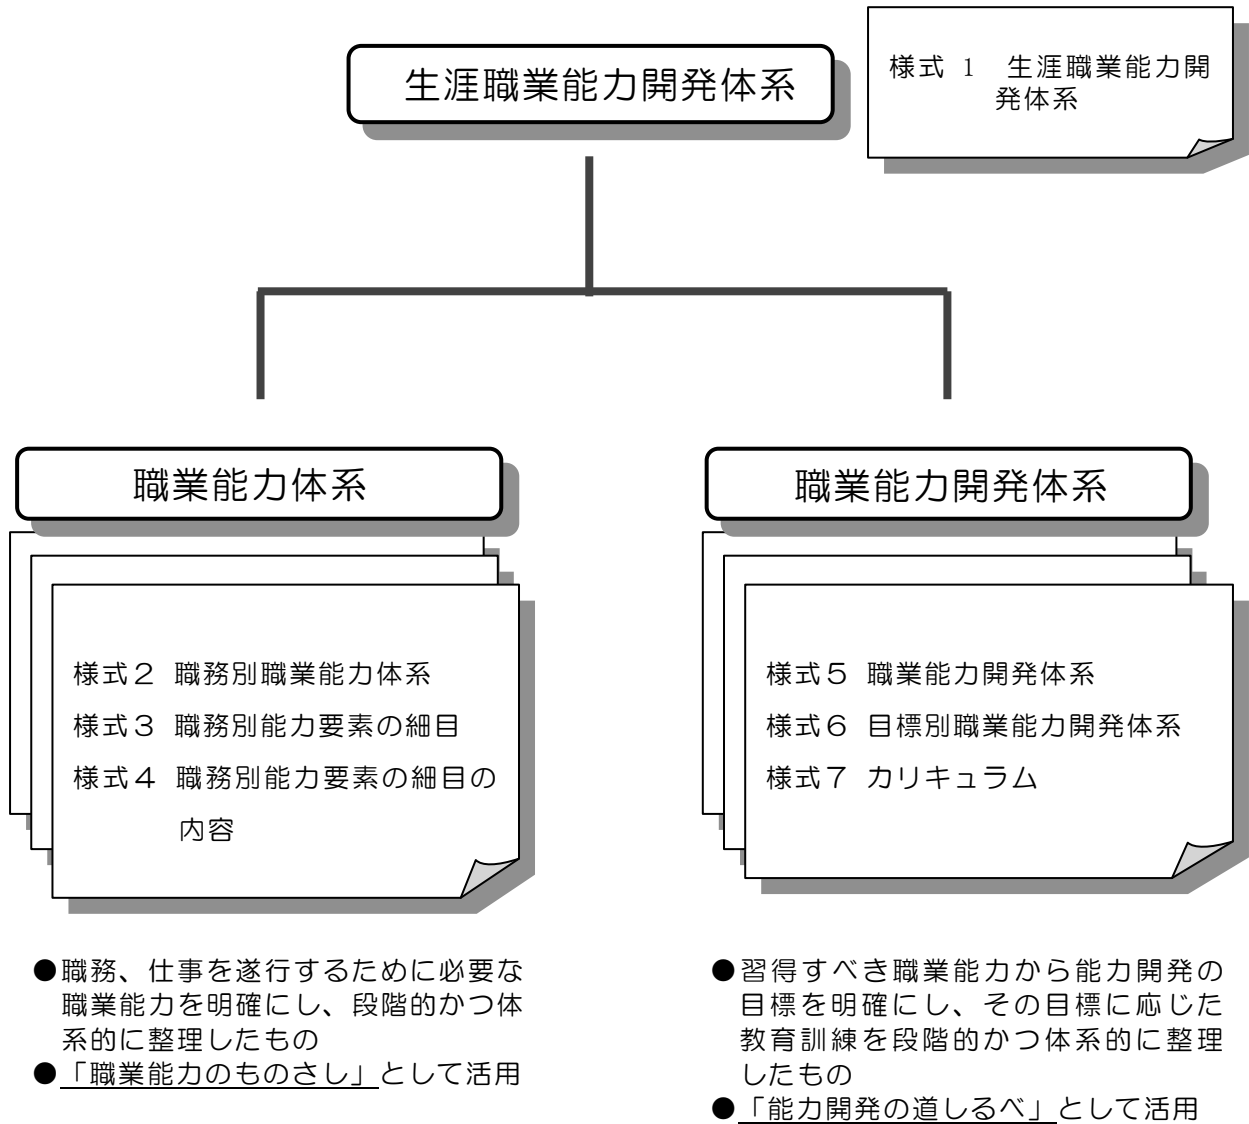 生涯職業能力開発体系
様式 1　生涯職業能力開
発体系
職業能力体系
様式２ 職務別職業能力体系
様式３ 職務別能力要素の細目
様式４ 職務別能力要素の細目の
内容
●職務、仕事を遂行するために必要な
職業能力を明確にし、段階的かつ体
系的に整理したもの
●「職業能力のものさし」として活用
職業能力開発体系
様式５ 職業能力開発体系
様式６ 目標別職業能力開発体系
様式７ カリキュラム
●習得すべき職業能力から能力開発の
目標を明確にし、その目標に応じた
教育訓練を段階的かつ体系的に整理
したもの
●「能力開発の道しるべ」として活用